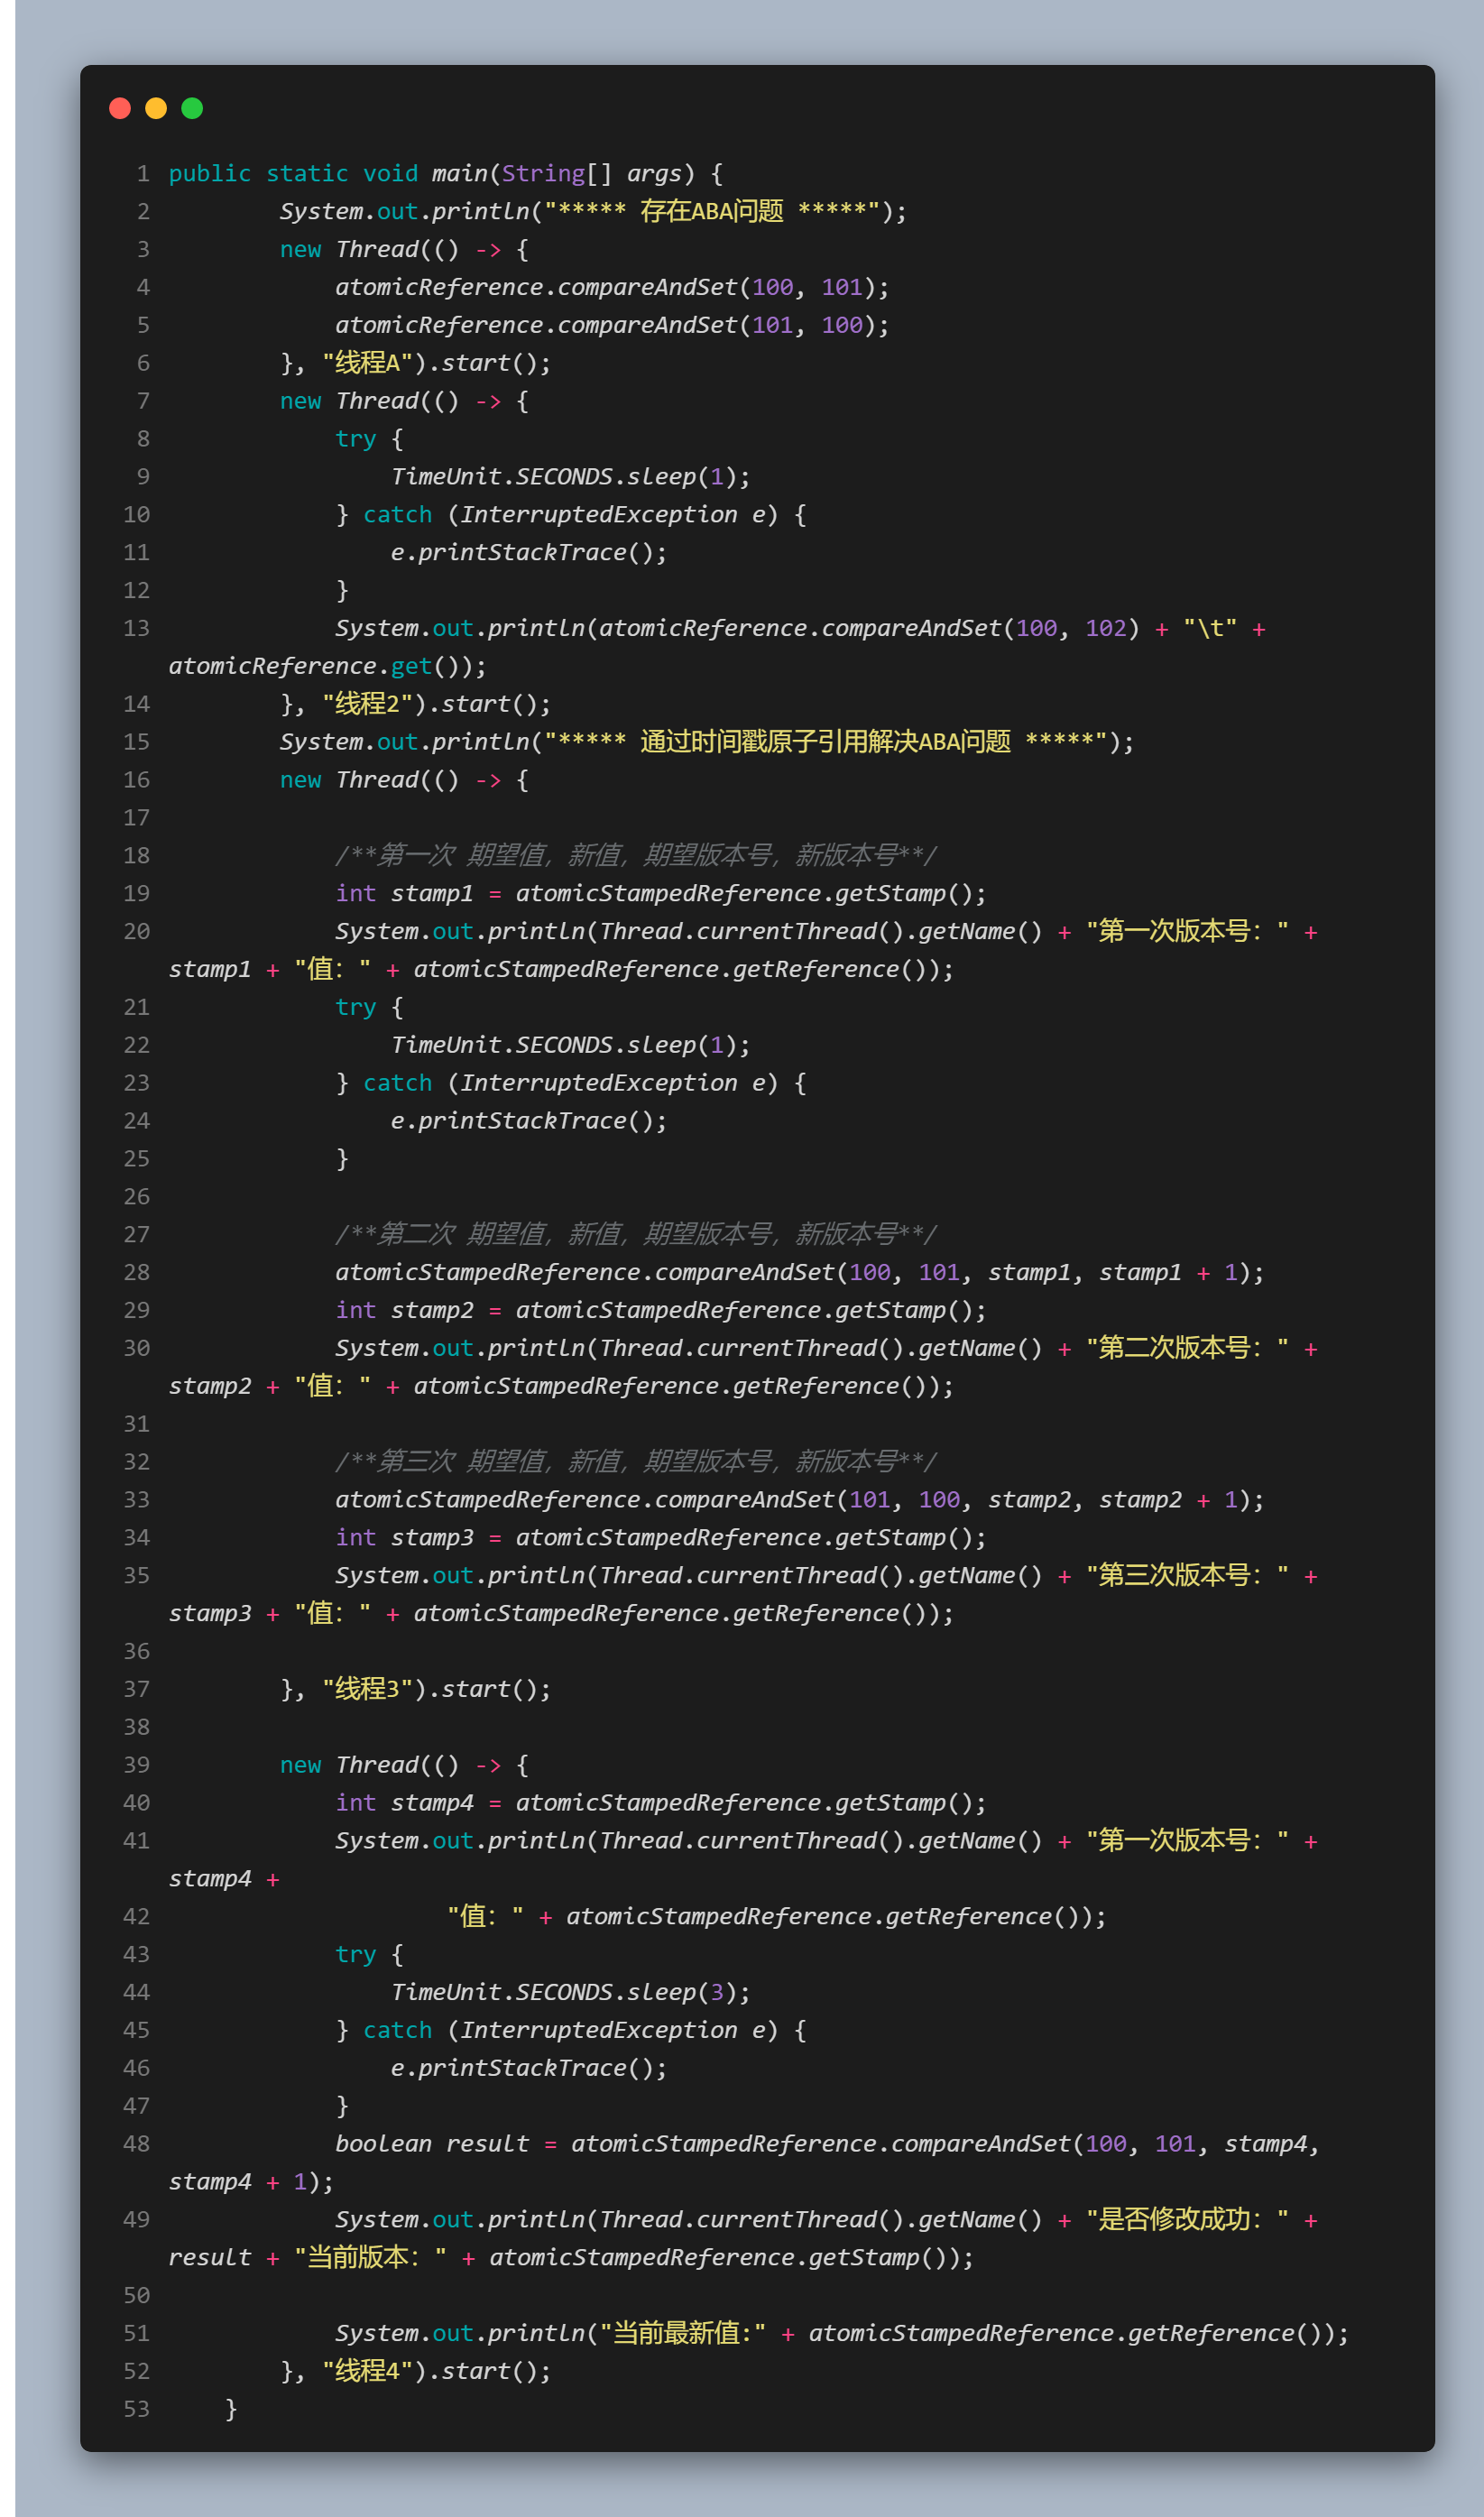 1 public static void main(String[] args) {
2         System.out.println("***** 存在ABA问题 *****");
3         new Thread(() -> {
4             atomicReference.compareAndSet(100, 101);
5             atomicReference.compareAndSet(101, 100);
6         }, "线程A").start();
7         new Thread(() -> {
8             try {
9                 TimeUnit.SECONDS.sleep(1);
10             } catch (InterruptedException e) {
11                 e.printStackTrace();
12             }
13             System.out.println(atomicReference.compareAndSet(100, 102) + "\t" +
atomicReference.get());
14         }, "线程2").start();
15         System.out.println("***** 通过时间戳原子引用解决ABA问题 *****");
16         new Thread(() -> {
17
18             /**第一次 期望值，新值，期望版本号，新版本号**/
19             int stamp1 = atomicStampedReference.getStamp();
20             System.out.println(Thread.currentThread().getName() + "第一次版本号：" +
stamp1 + "值：" + atomicStampedReference.getReference());
21             try {
22                 TimeUnit.SECONDS.sleep(1);
23             } catch (InterruptedException e) {
24                 e.printStackTrace();
25             }
26
27             /**第二次 期望值，新值，期望版本号，新版本号**/
28             atomicStampedReference.compareAndSet(100, 101, stamp1, stamp1 + 1);
29             int stamp2 = atomicStampedReference.getStamp();
30             System.out.println(Thread.currentThread().getName() + "第二次版本号：" +
stamp2 + "值：" + atomicStampedReference.getReference());
31
32             /**第三次 期望值，新值，期望版本号，新版本号**/
33             atomicStampedReference.compareAndSet(101, 100, stamp2, stamp2 + 1);
34             int stamp3 = atomicStampedReference.getStamp();
35             System.out.println(Thread.currentThread().getName() + "第三次版本号：" +
stamp3 + "值：" + atomicStampedReference.getReference());
36
37         }, "线程3").start();
38
39         new Thread(() -> {
40             int stamp4 = atomicStampedReference.getStamp();
41             System.out.println(Thread.currentThread().getName() + "第一次版本号：" +
stamp4 +
42                     "值：" + atomicStampedReference.getReference());
43             try {
44                 TimeUnit.SECONDS.sleep(3);
45             } catch (InterruptedException e) {
46                 e.printStackTrace();
47             }
48             boolean result = atomicStampedReference.compareAndSet(100, 101, stamp4,
stamp4 + 1);
49             System.out.println(Thread.currentThread().getName() + "是否修改成功：" +
result + "当前版本：" + atomicStampedReference.getStamp());
50
51             System.out.println("当前最新值:" + atomicStampedReference.getReference());
52         }, "线程4").start();
53     }